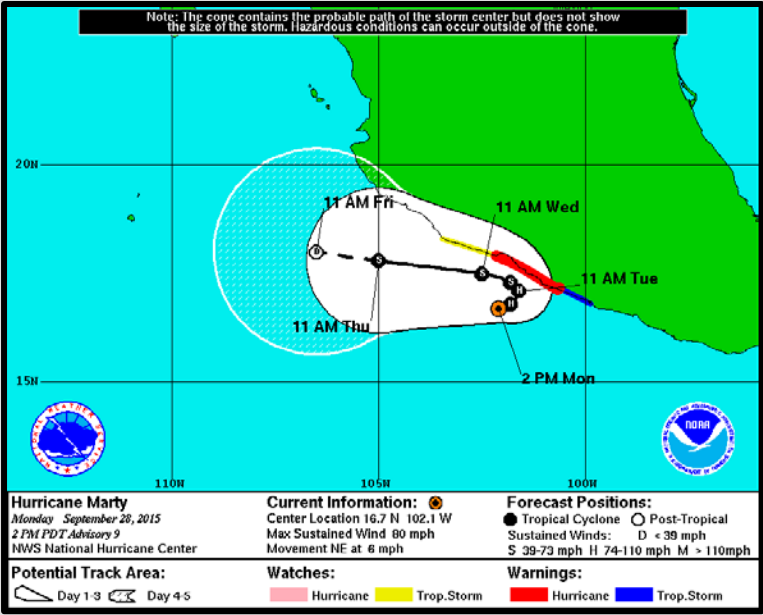 Note: The cone contains the probable path of the storm center but does not show
the size of the storm. Hazardous conditions can occur outside of the cone.
20N
11 AM Fri
11 AM Wed
D
S
S
S
H
11 AM Tue
H
11 AM Thu
2 PM Mon
15N
NOAA
110W
105W
100W
Hurricane Marty
Monday September 28, 2015
2 PM PDT Advisory 9
NWS National Hurricane Center
Current Information:
Center Location 16.7 N 102.1 W
Max Sustained Wind 80 mph
Movement NE at 6 mph
Forecast Positions:
Tropical Cyclone Post-Tropical
Sustained Winds: D < 39 mph
S 39-73 mph H 74-110 mph M > 110mph
Potential Track Area:
Day 1-3 Day 4-5
Watches:
Hurricane Trop.Storm
Warnings:
Hurricane Trop.Storm